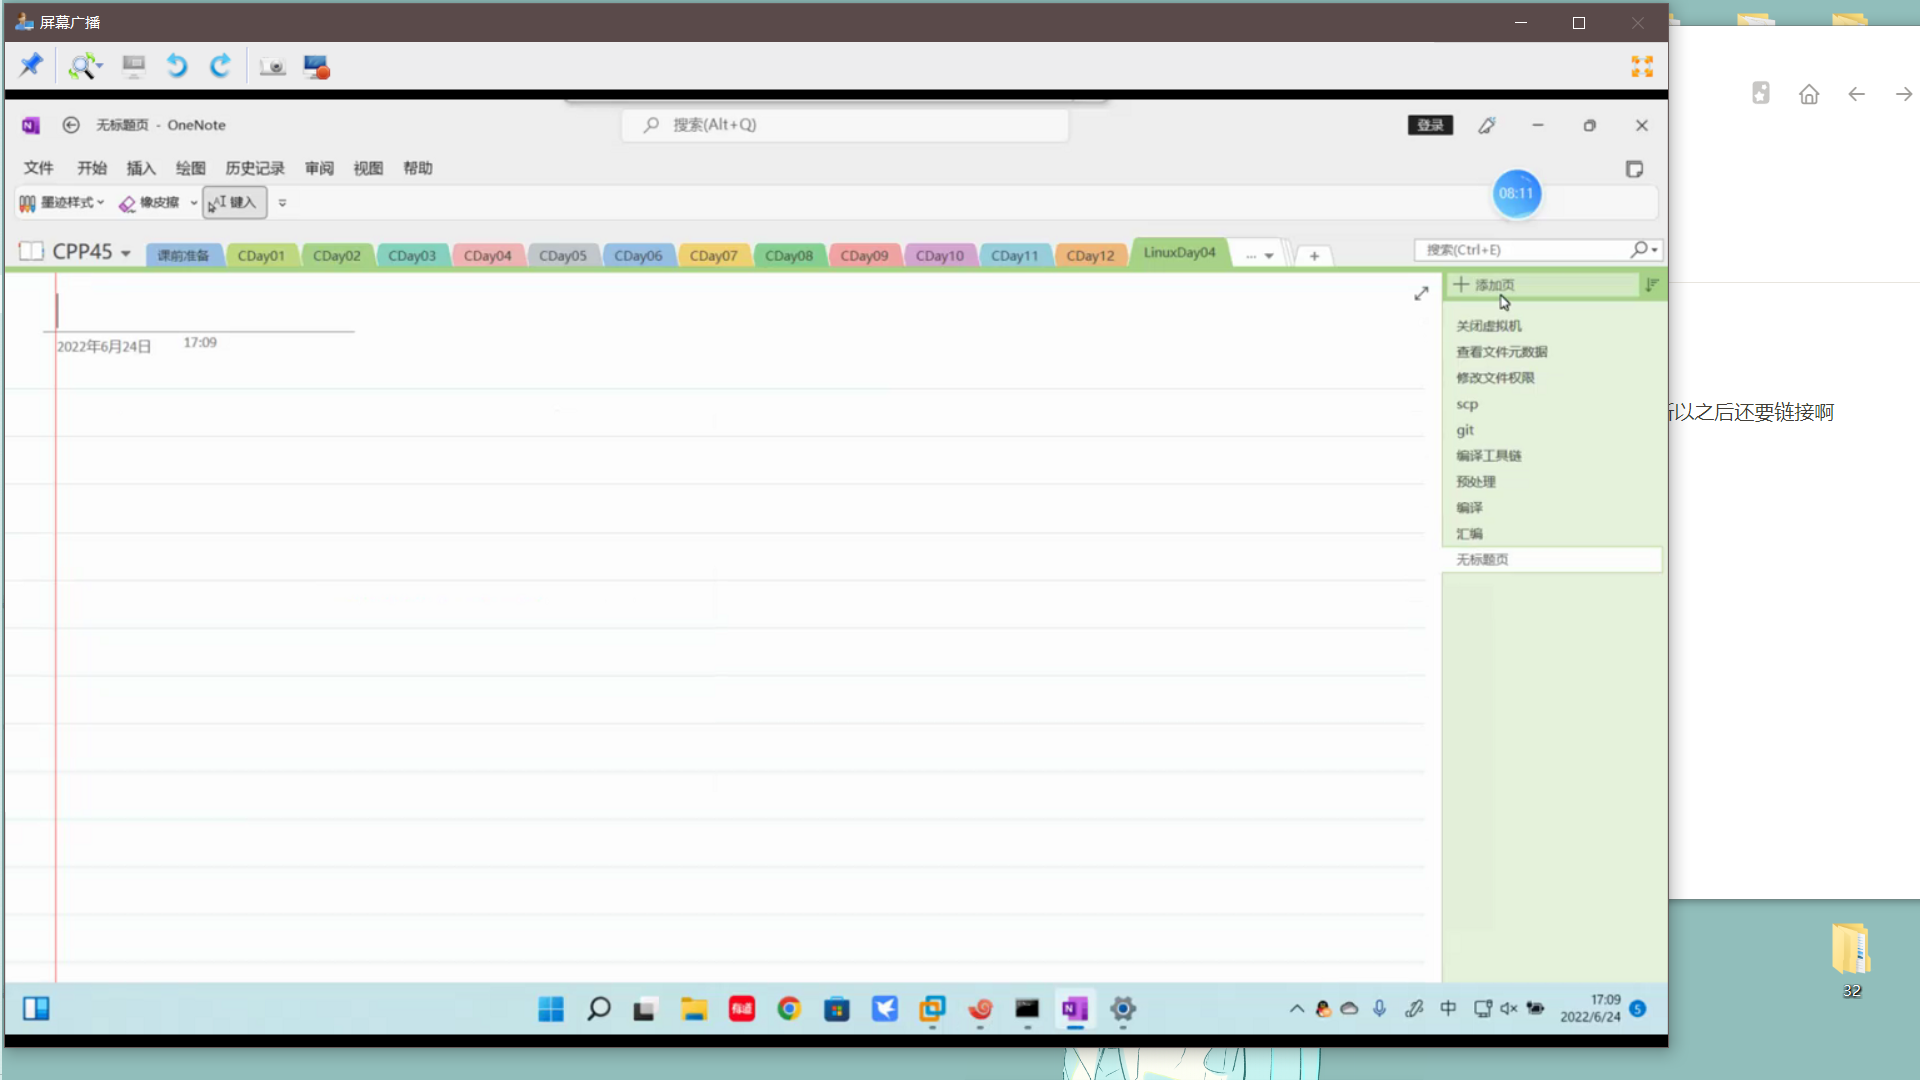 屏幕广播
无标题页 - OneNote
搜索(Alt+Q)
登录
文件 开始 插入 绘图 历史记录 审阅 视图 帮助
墨迹样式 橡皮擦 键入
08:11
CPP45 课前准备 CDay01 CDay02 CDay03 CDay04 CDay05 CDay06 CDay07 CDay08 CDay09 CDay10 CDay11 CDay12 LinuxDay04 ... +
搜索(Ctrl+E)
添加页
2022年6月24日 17:09
关闭虚拟机
查看文件元数据
修改文件权限
scp
git
编译工具链
预处理
编译
汇编
无标题页
所以之后还要链接啊
32
有道
中
17:09
2022/6/24
5